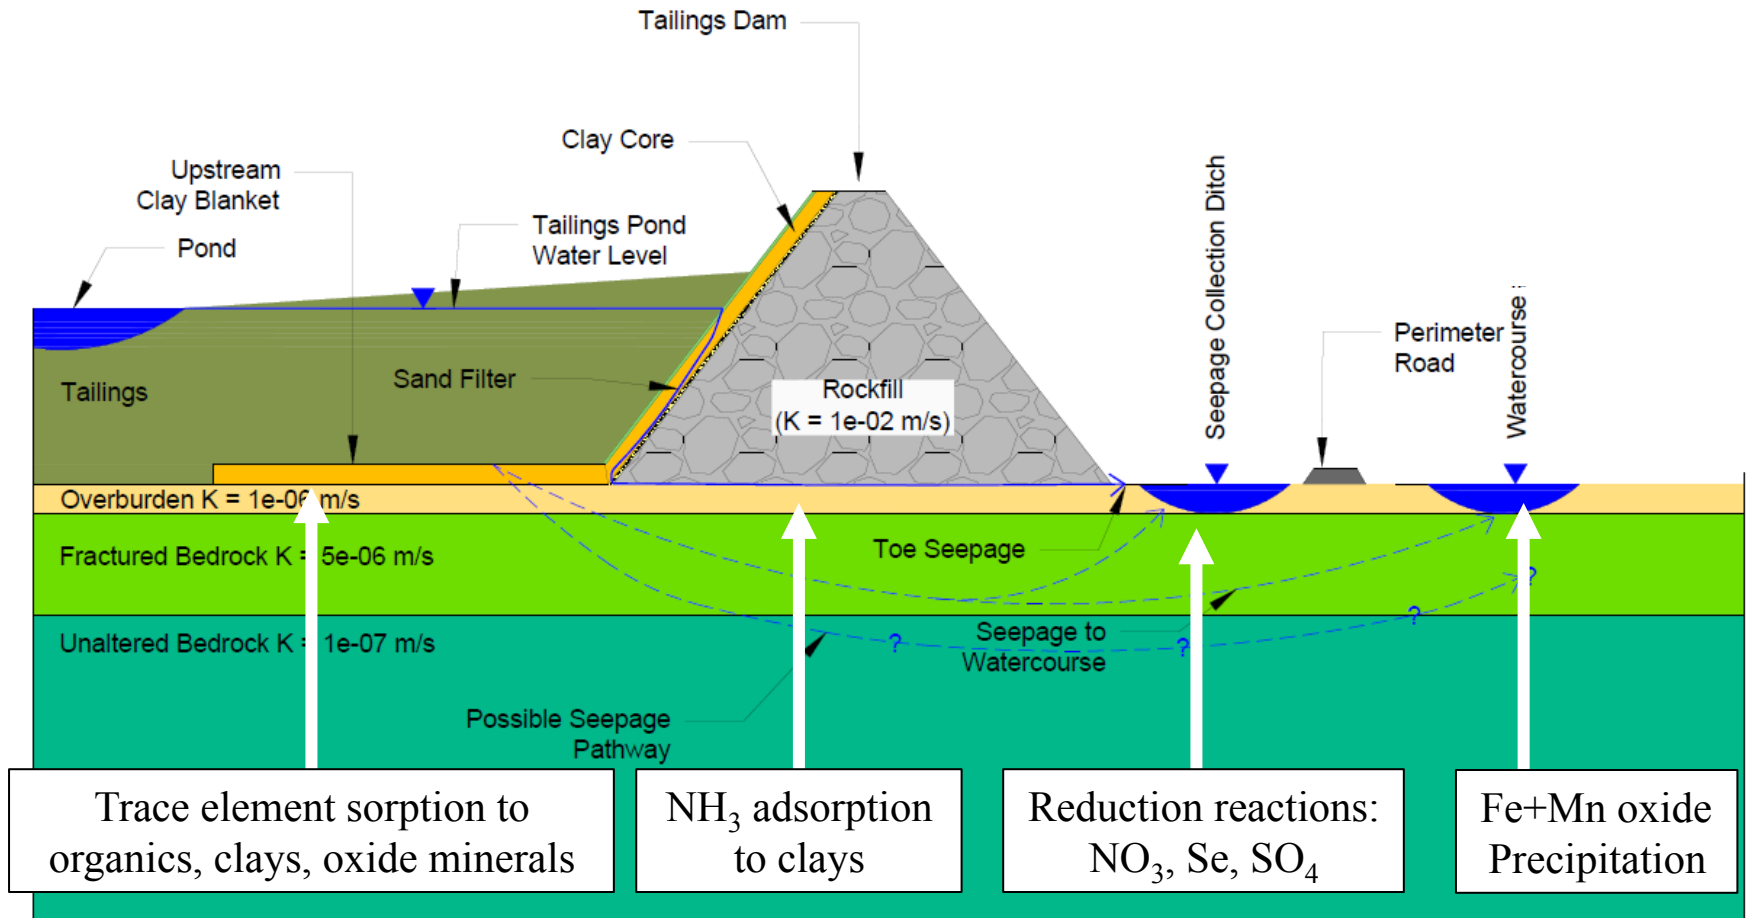 Tailings Dam
Clay Core
Upstream
Clay Blanket
Pond
Tailings Pond
Water Level
Seepage Collection Ditch
Watercourse
Perimeter
Road
Sand Filter
Tailings
Rockfill
(K = 1e-02 m/s)
Overburden K = 1e-06 m/s
Toe Seepage
Fractured Bedrock K = 5e-06 m/s
?
Unaltered Bedrock K = 1e-07 m/s
?
Seepage to
Watercourse
?
?
Possible Seepage
Pathway
Trace element sorption to
organics, clays, oxide minerals
NH₃ adsorption
to clays
Reduction reactions:
NO₃, Se, SO₄
Fe+Mn oxide
Precipitation